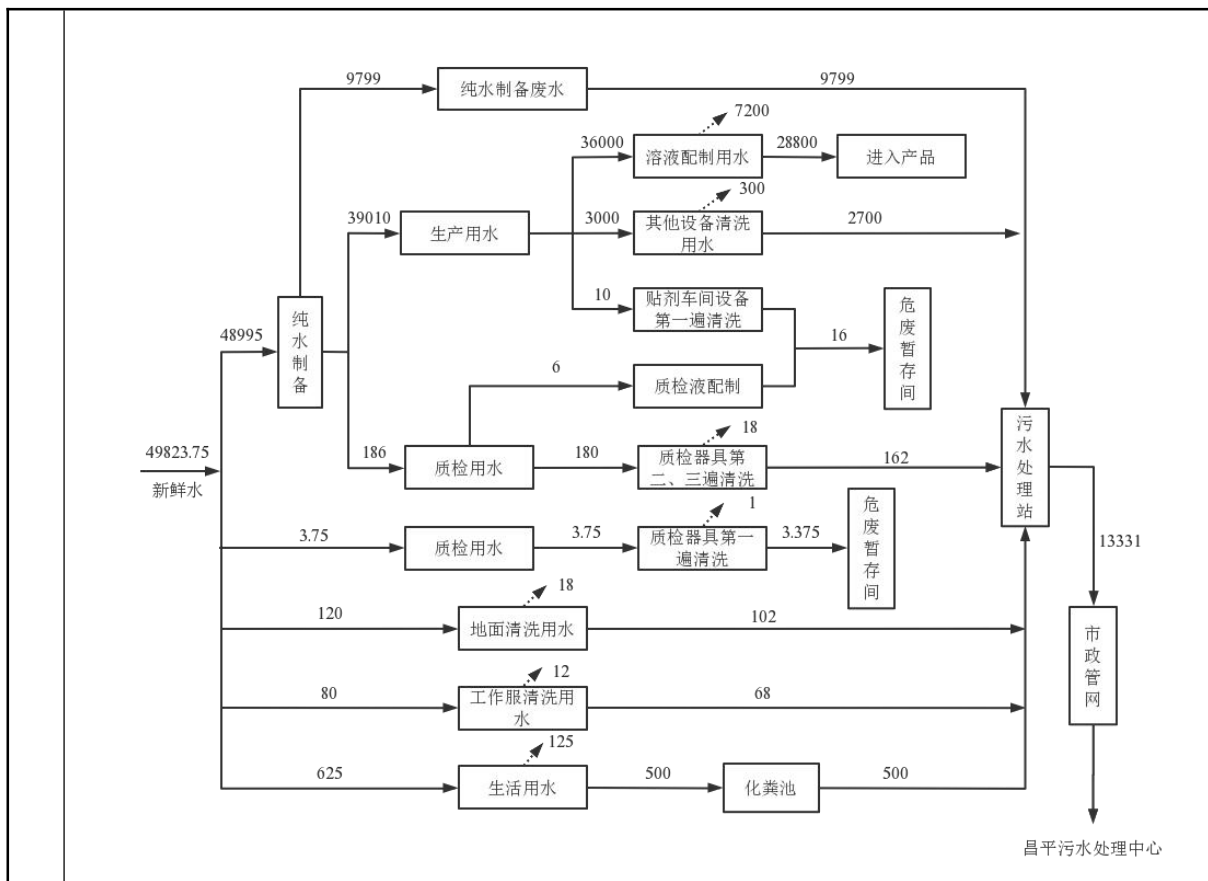 9799
纯水制备废水
9799
7200
36000
溶液配制用水
28800
进入产品
300
39010
生产用水
3000
其他设备清洗
用水
2700
10
贴剂车间设备
第一遍清洗
16
危废暂存间
48995
纯水制备
6
质检液配制
18
49823.75
新鲜水
186
质检用水
180
质检器具第
二、三遍清洗
162
污水处理站
1
3.75
质检用水
3.75
质检器具第一
遍清洗
3.375
危废暂存间
13331
18
120
地面清洗用水
102
市政管网
12
80
工作服清洗用
水
68
125
625
生活用水
500
化粪池
500
昌平污水处理中心